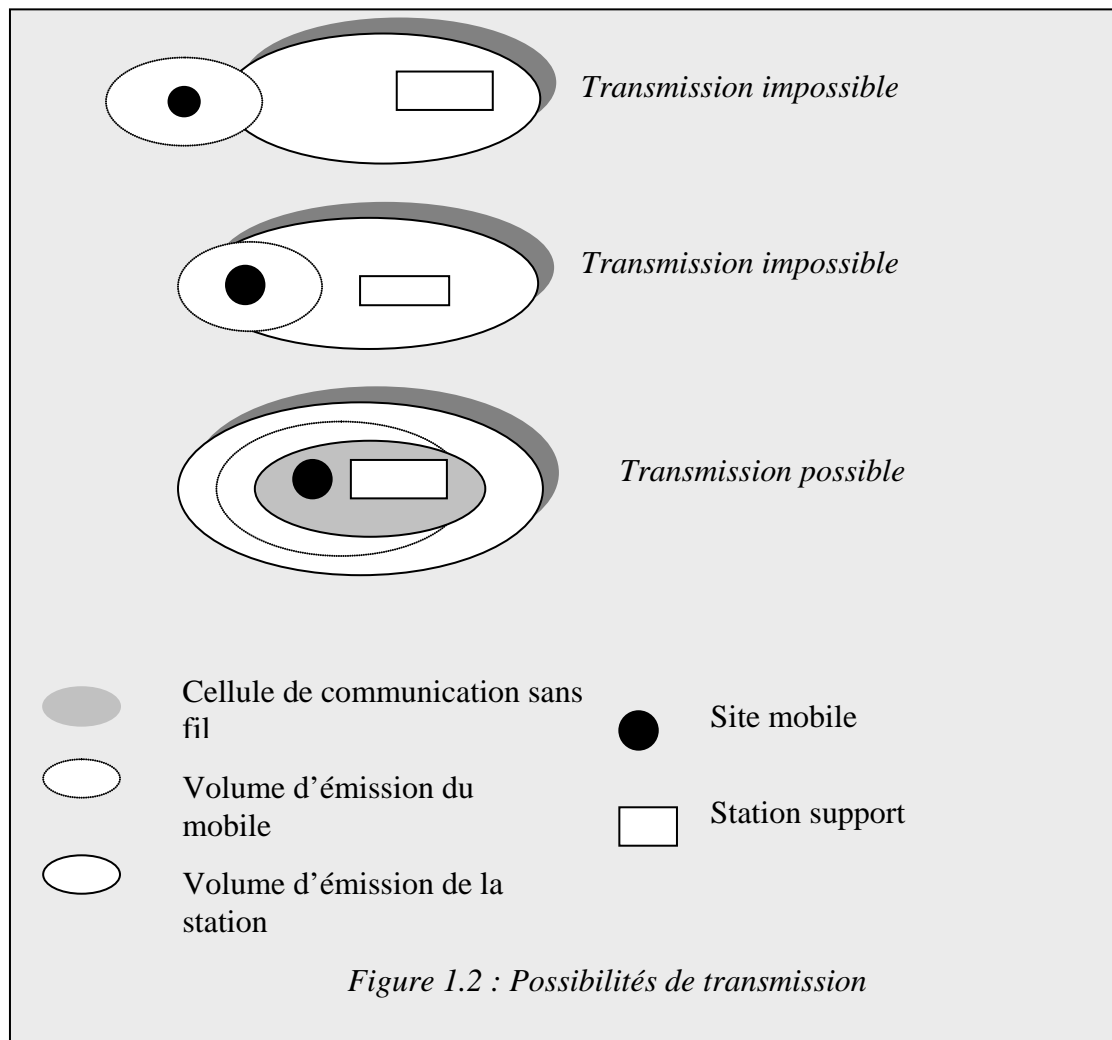 Transmission impossible
Transmission impossible
Transmission possible
Cellule de communication sans
fil
Site mobile
Volume d’émission du
mobile
Station support
Volume d’émission de la
station
Figure 1.2 : Possibilités de transmission